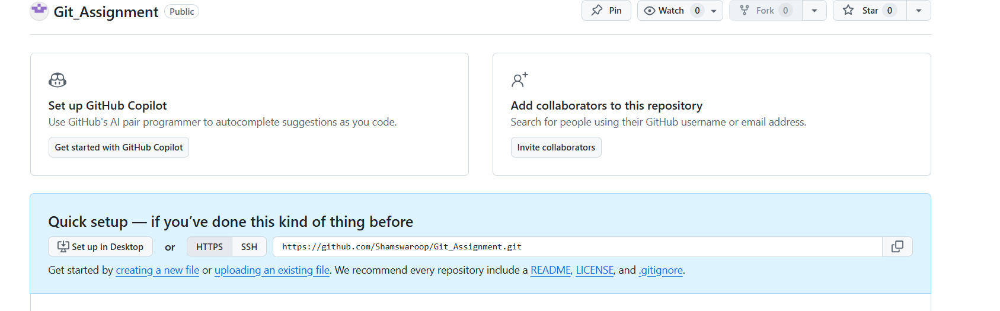 Git_Assignment Public Pin Watch 0 Fork 0 Star 0
Set up GitHub Copilot
Use GitHub's AI pair programmer to autocomplete suggestions as you code.
Get started with GitHub Copilot
Add collaborators to this repository
Search for people using their GitHub username or email address.
Invite collaborators
Quick setup — if you’ve done this kind of thing before
Set up in Desktop or HTTPS SSH https://github.com/Shamswaroop/Git_Assignment.git
Get started by creating a new file or uploading an existing file. We recommend every repository include a README, LICENSE, and .gitignore.